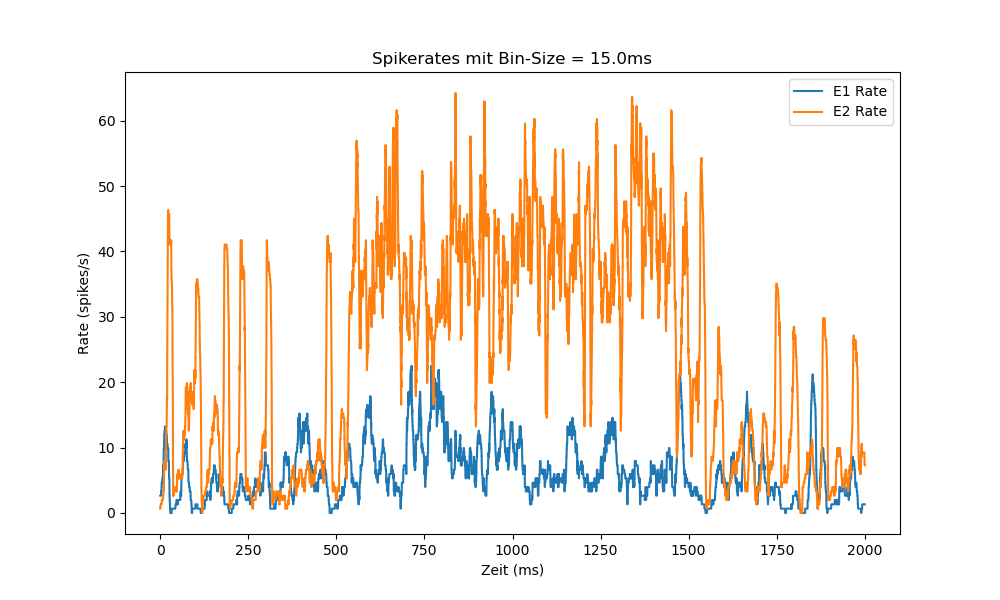 Spikerates mit Bin-Size = 15.0ms
E1 Rate
E2 Rate
Rate (spikes/s)
60
50
40
30
20
10
0
0 250 500 750 1000 1250 1500 1750 2000
Zeit (ms)